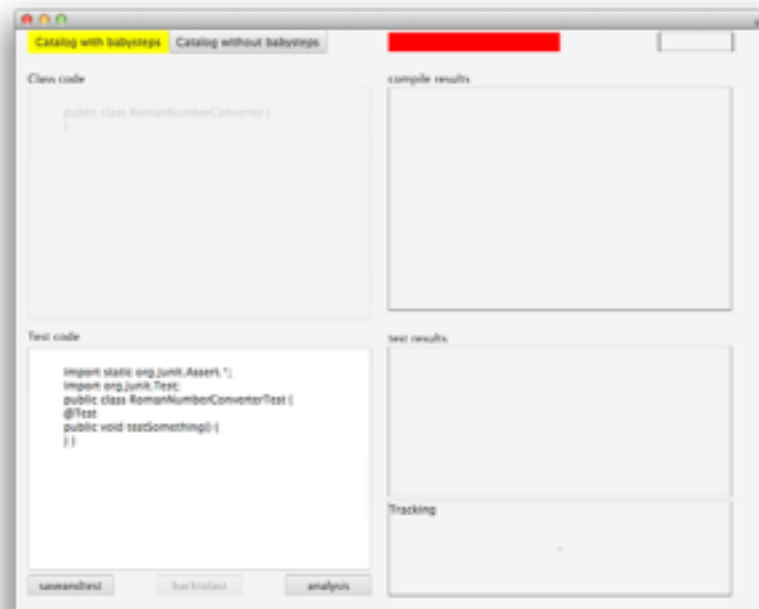 Catalog with babysteps
Catalog without babysteps
Class code
public class RomanNumberConverter {
}
compile results
Test code
import static org.junit.Assert.*;
import org.junit.Test;
public class RomanNumberConverterTest {
@Test
public void testSomething() {
} }
test results
Tracking
saveandtest
backtotest
analysis